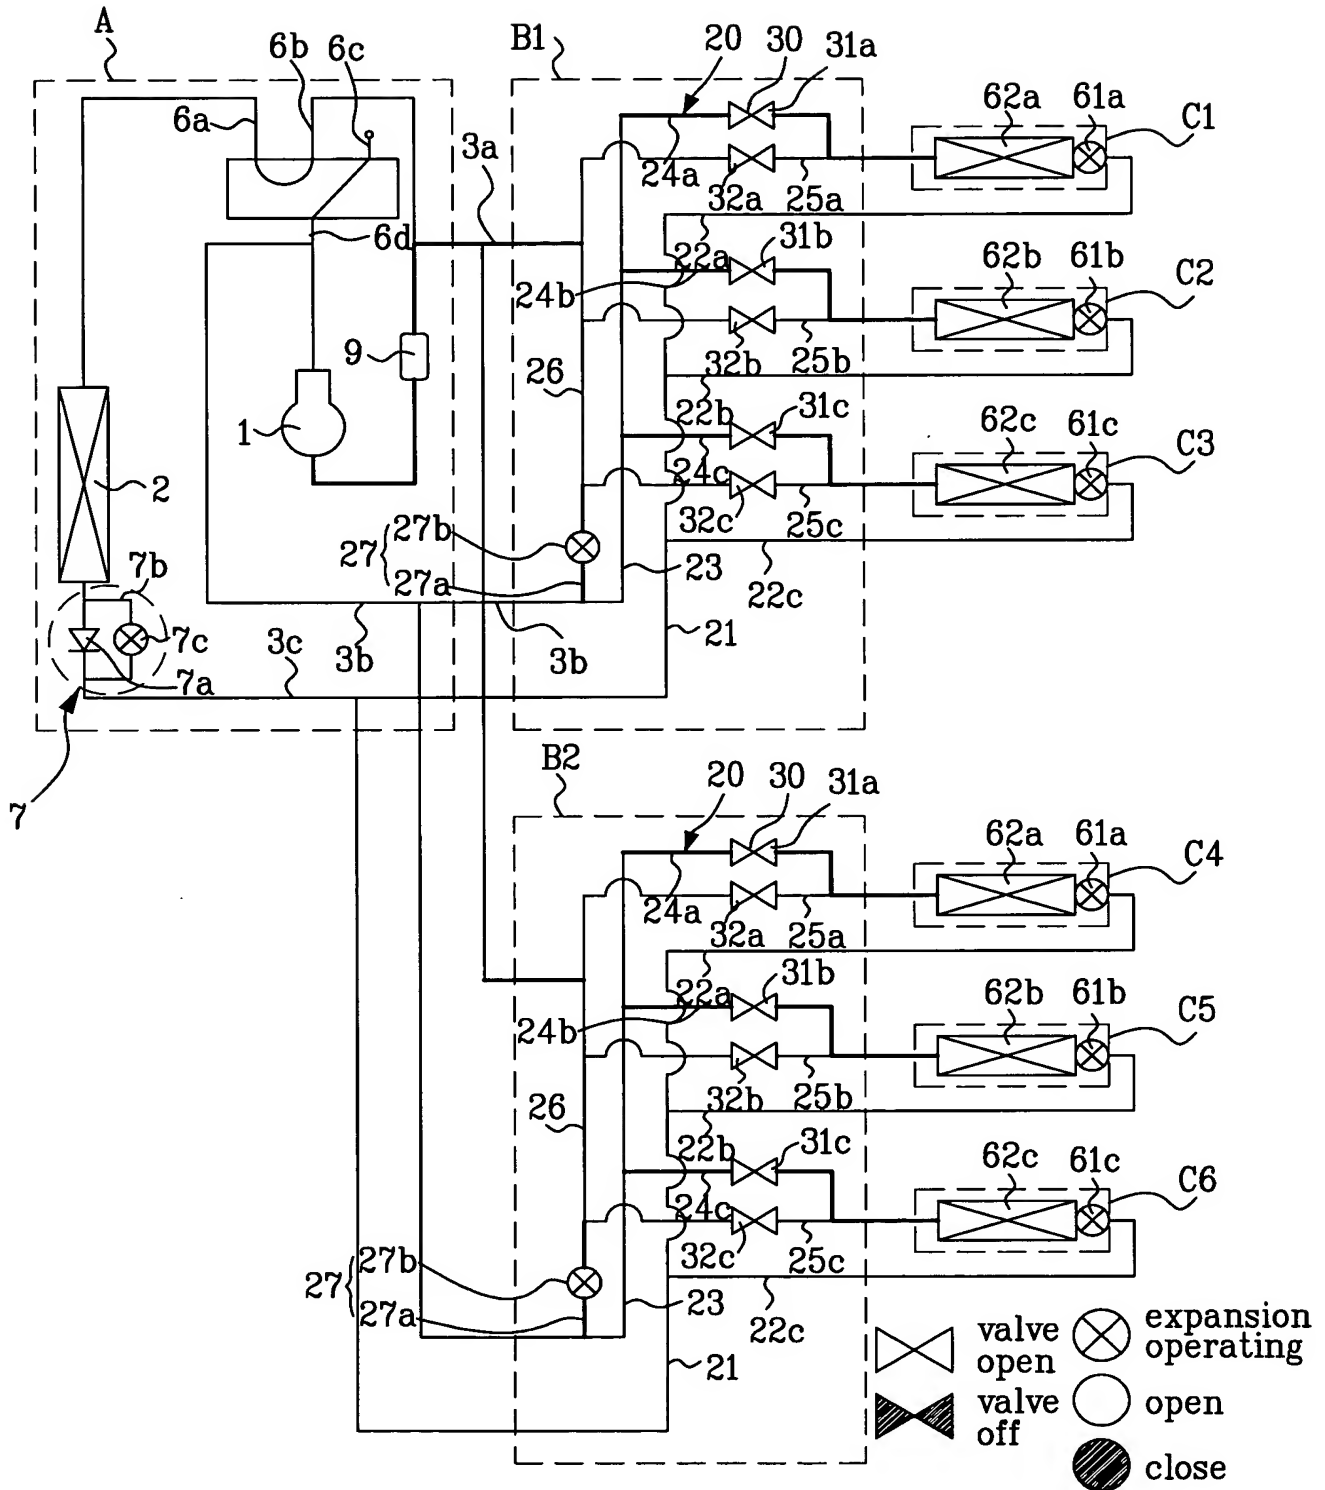 A
6b 6c
B1
20 30 31a
6a
62a 61a
C1
3a
24a
32a 25a
6d
22a 31b
24b
62b 61b
C2
9
26
32b 25b
1
22b 31c
62c 61c
C3
2
24c
32c 25c
27 27b
27a
23
22c
7b
7c
7a
3c
3b
3b
21
7
B2
20 30 31a
62a 61a
C4
24a
32a 25a
22a 31b
24b
62b 61b
C5
26
32b 25b
22b 31c
62c 61c
C6
24c
32c 25c
27 27b
27a
23
22c
21
valve open
expansion operating
valve off
open
close